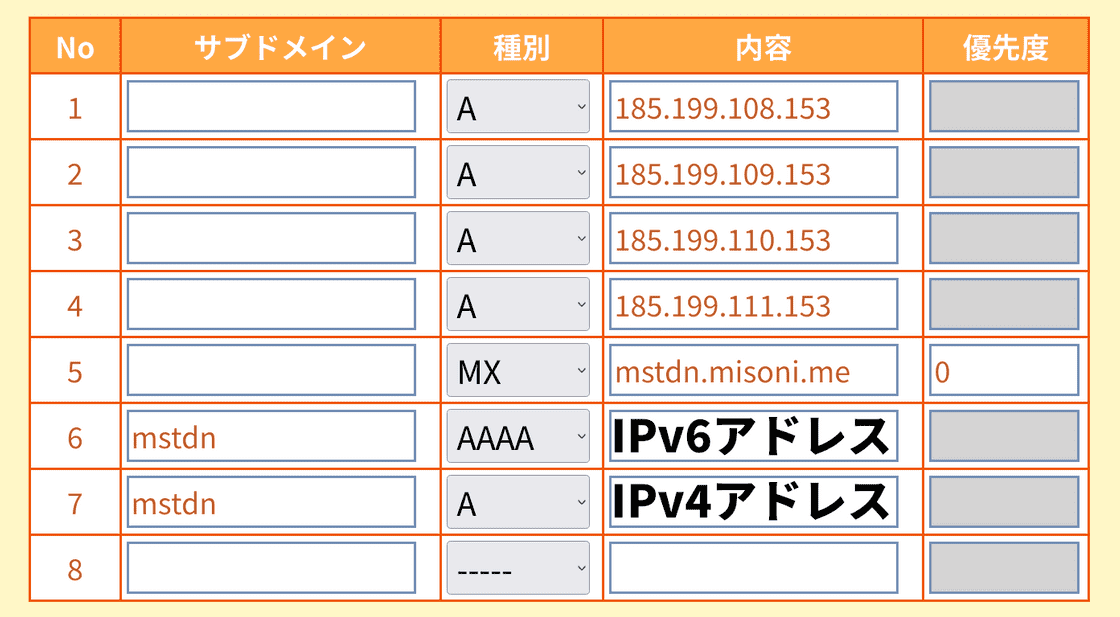 No サブドメイン 種別 内容 優先度
1 A 185.199.108.153
2 A 185.199.109.153
3 A 185.199.110.153
4 A 185.199.111.153
5 MX mstdn.misoni.me 0
6 mstdn AAAA IPv6アドレス
7 mstdn A IPv4アドレス
8 -----